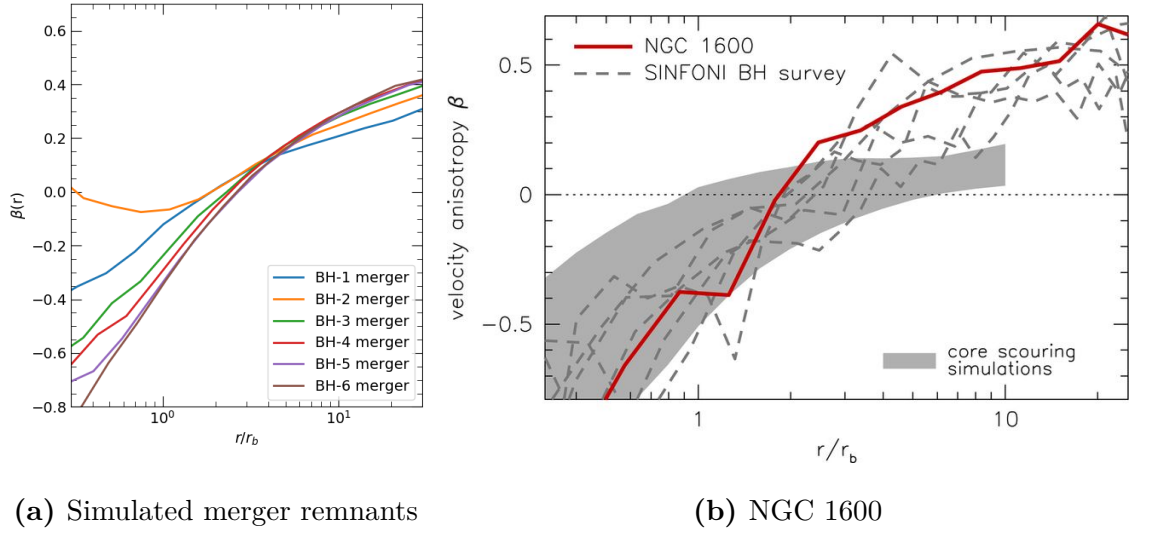 0.6
0.4
0.2
0.0
−0.2
−0.4
−0.6
−0.8
β(r)
10⁰
10¹
r/r_b
BH-1 merger
BH-2 merger
BH-3 merger
BH-4 merger
BH-5 merger
BH-6 merger
(a) Simulated merger remnants
velocity anisotropy β
0.5
0
−0.5
NGC 1600
SINFONI BH survey
core scouring
simulations
1
10
r/r_b
(b) NGC 1600